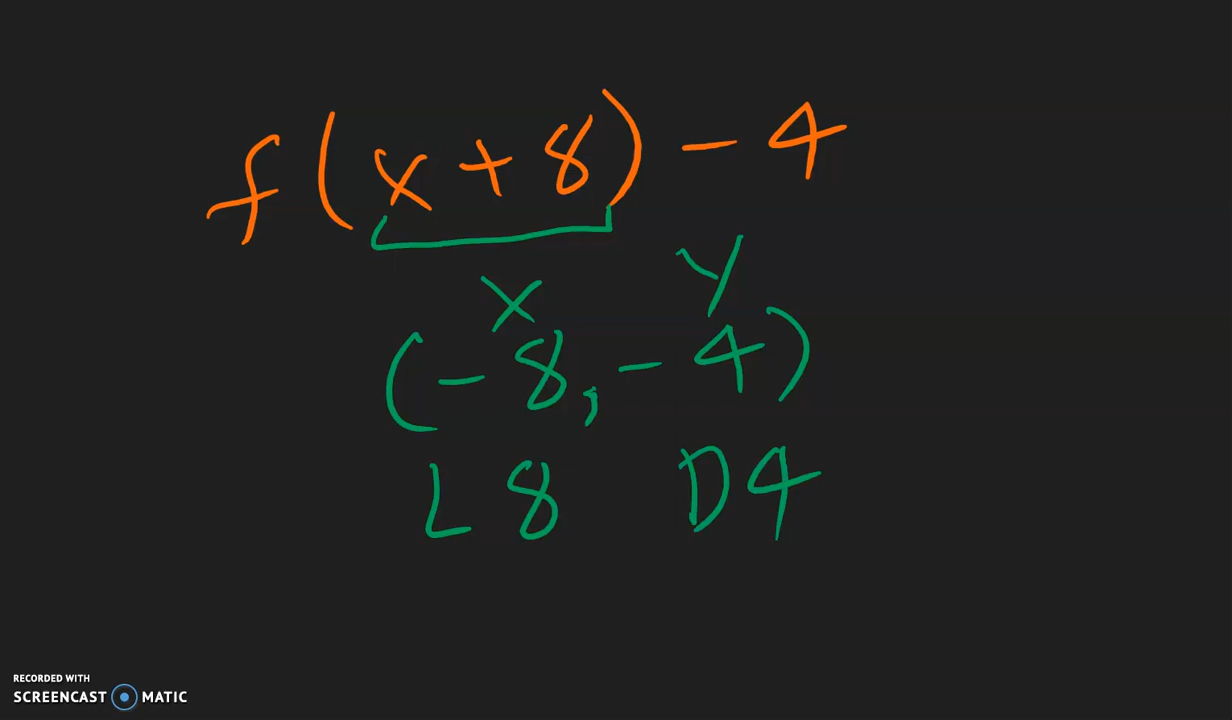 f(x+8)-4
x y
(-8,-4)
L8 D4
RECORDED WITH
SCREENCAST MATIC